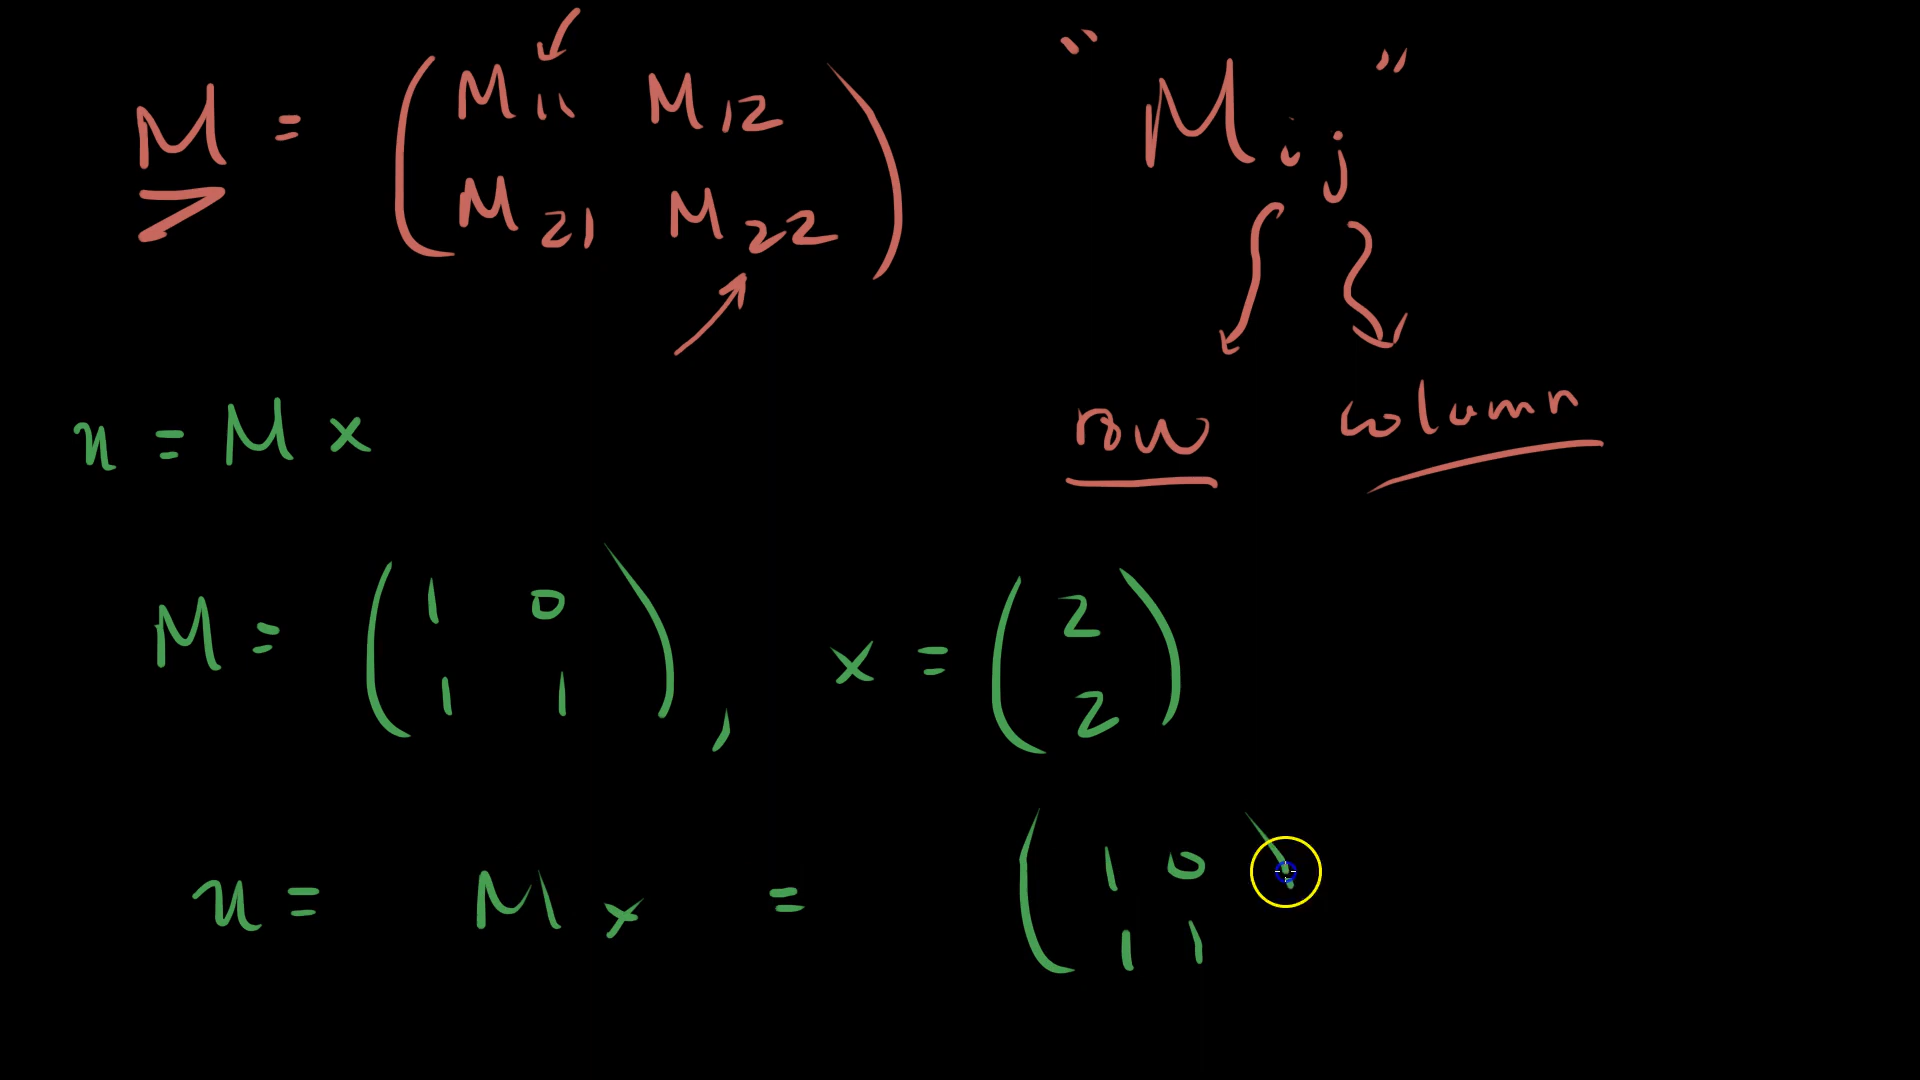 M = ( M11 M12
M21 M22 )
" Mij "
row column
n = M x
M = ( 1 0
1 1 ) , x = ( 2
2 )
n = M x = ( 1 0
1 1